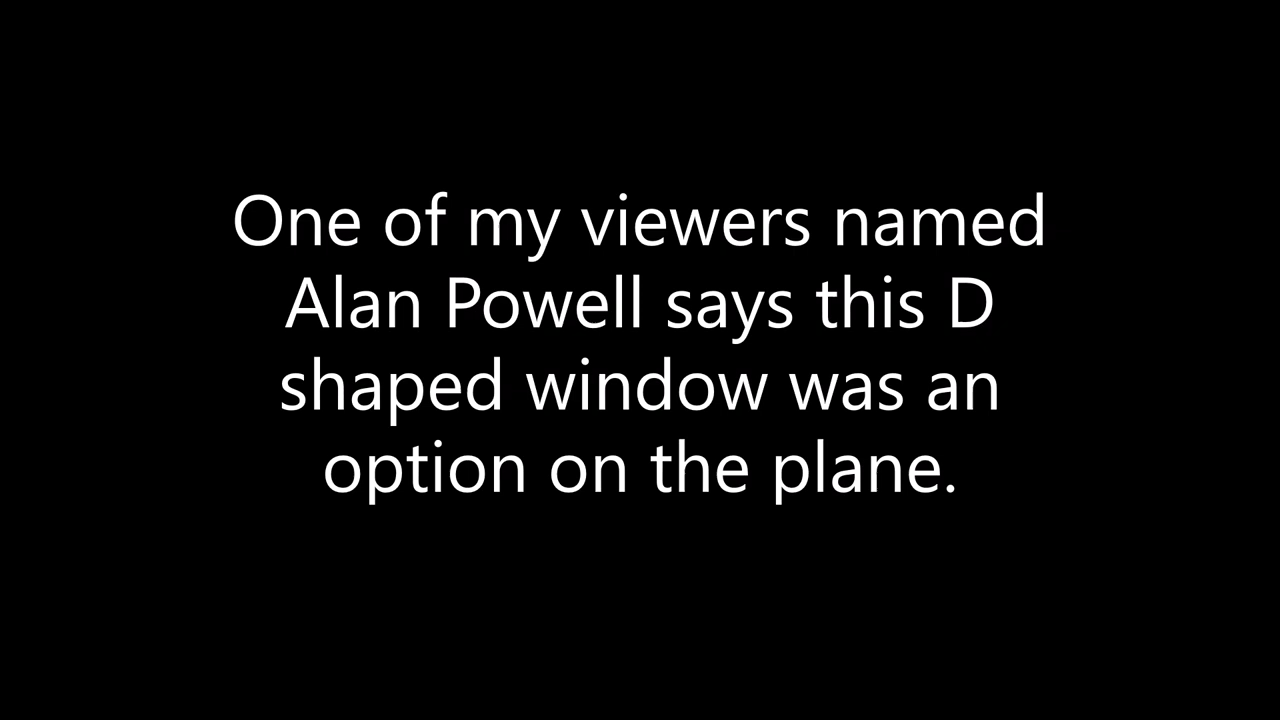 One of my viewers named
Alan Powell says this D
shaped window was an
option on the plane.